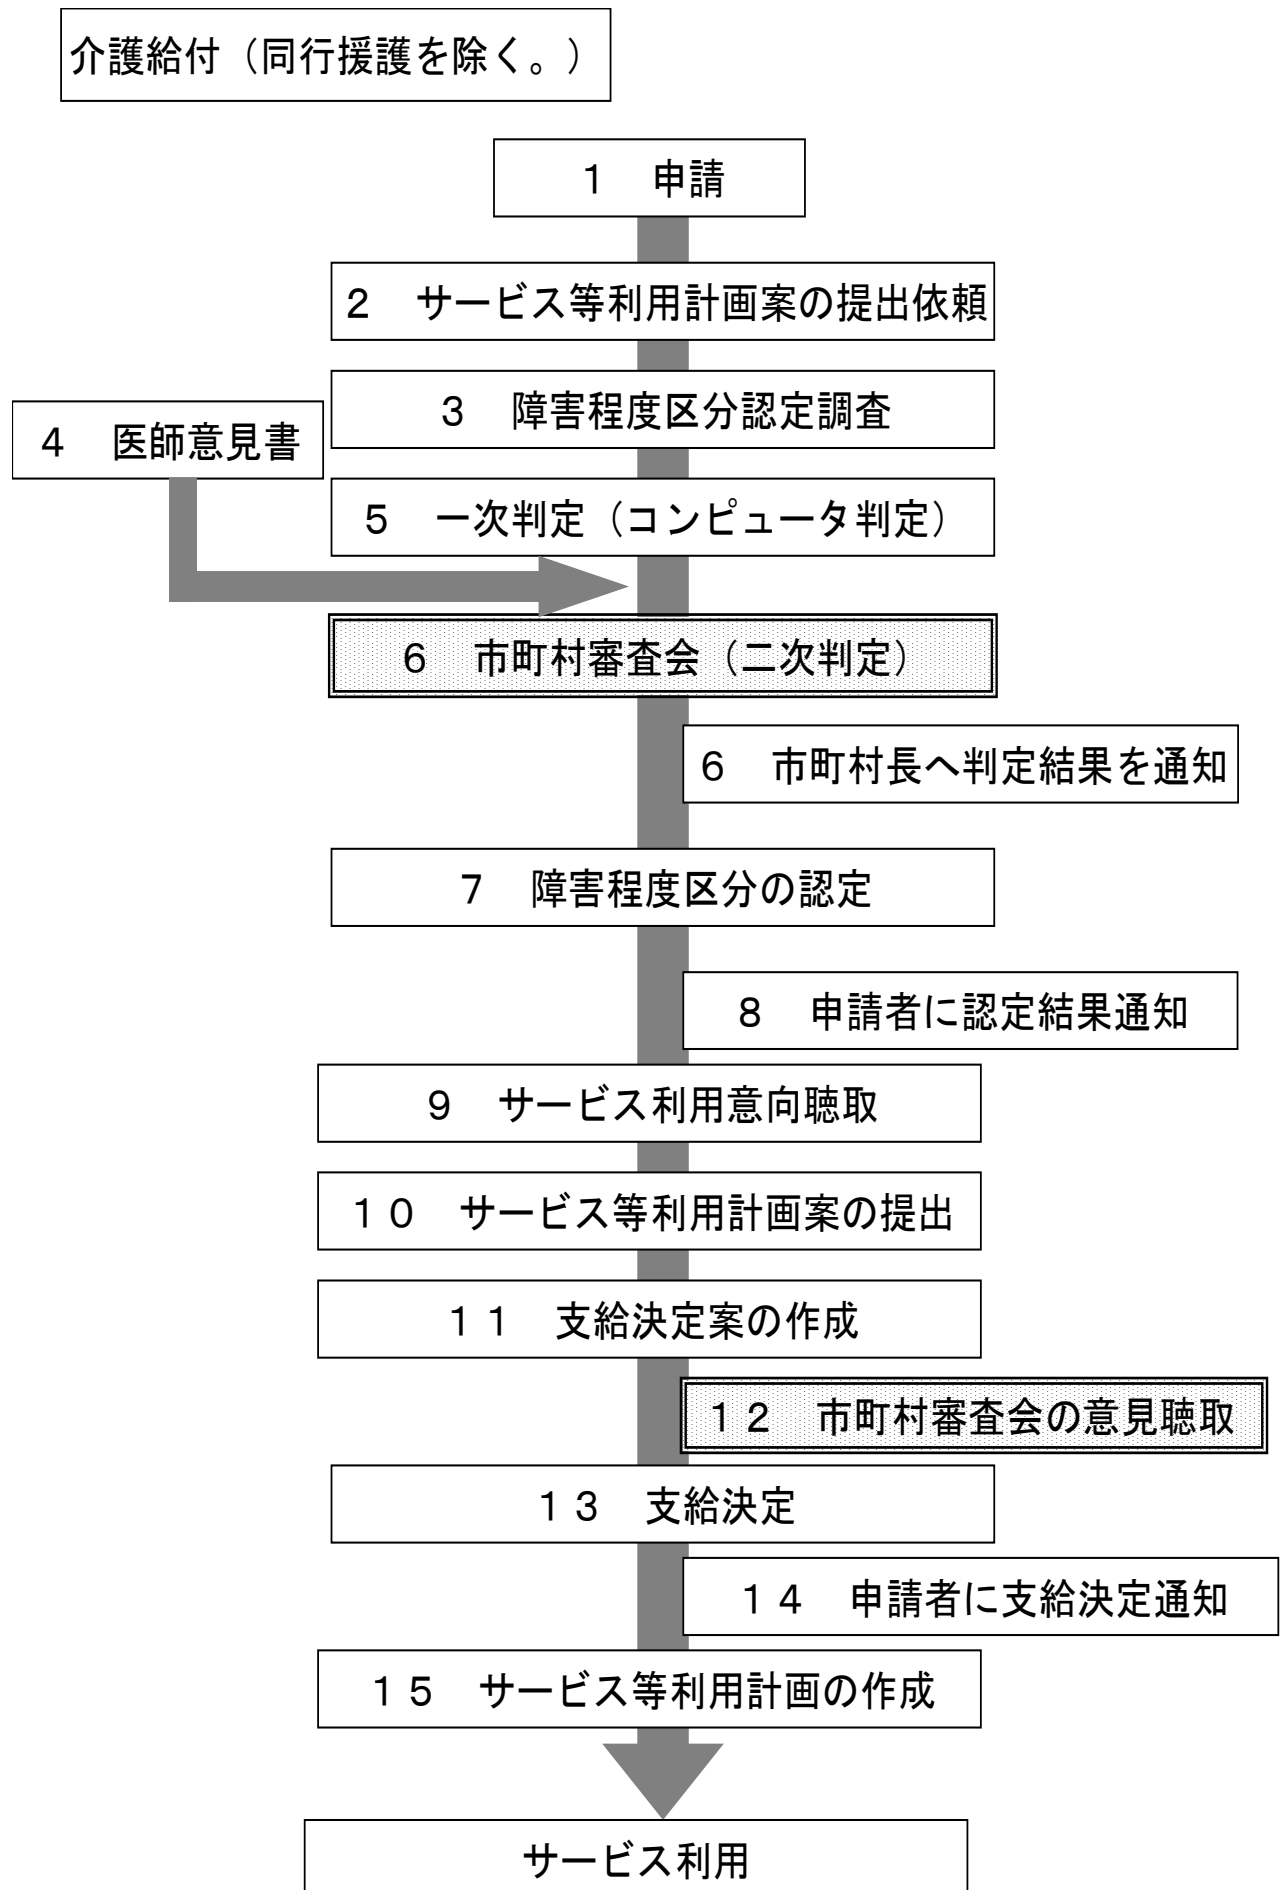 介護給付（同行援護を除く。）
１　申請
２　サービス等利用計画案の提出依頼
３　障害程度区分認定調査
４　医師意見書
５　一次判定（コンピュータ判定）
６　市町村審査会（二次判定）
６　市町村長へ判定結果を通知
７　障害程度区分の認定
８　申請者に認定結果通知
９　サービス利用意向聴取
１０　サービス等利用計画案の提出
１１　支給決定案の作成
１２　市町村審査会の意見聴取
１３　支給決定
１４　申請者に支給決定通知
１５　サービス等利用計画の作成
サービス利用